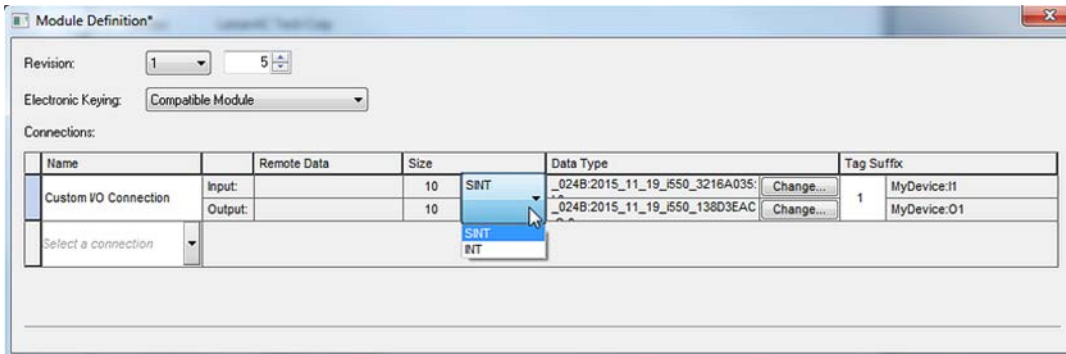 Module Definition*
Revision: 1 5
Electronic Keying: Compatible Module
Connections:
Name Remote Data Size Data Type Tag Suffix
Custom I/O Connection Input: 10 SINT _024B:2015_11_19_i550_3216A035: Change... 1 MyDevice:I1
Output: 10 _024B:2015_11_19_i550_138D3EAC Change... MyDevice:O1
Select a connection SINT
INT